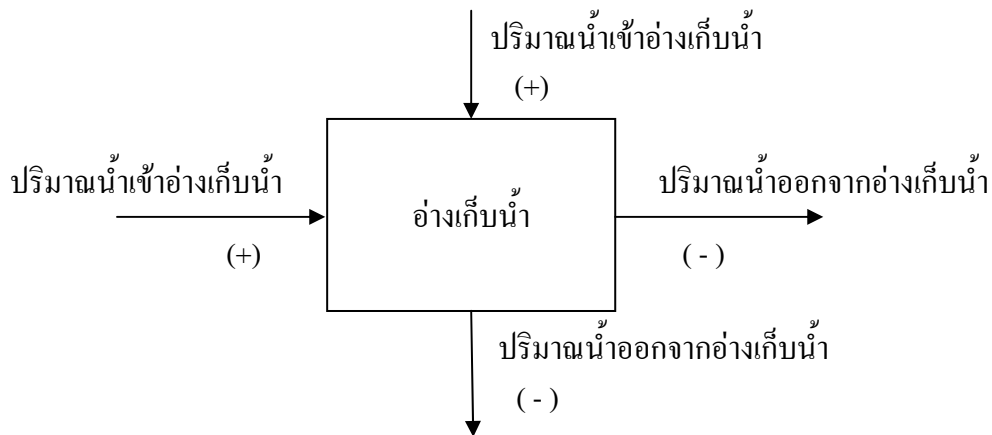 ปริมาณน้ำเข้าอ่างเก็บน้ำ
(+)
ปริมาณน้ำเข้าอ่างเก็บน้ำ
(+)
อ่างเก็บน้ำ
ปริมาณน้ำออกจากอ่างเก็บน้ำ
( - )
ปริมาณน้ำออกจากอ่างเก็บน้ำ
( - )